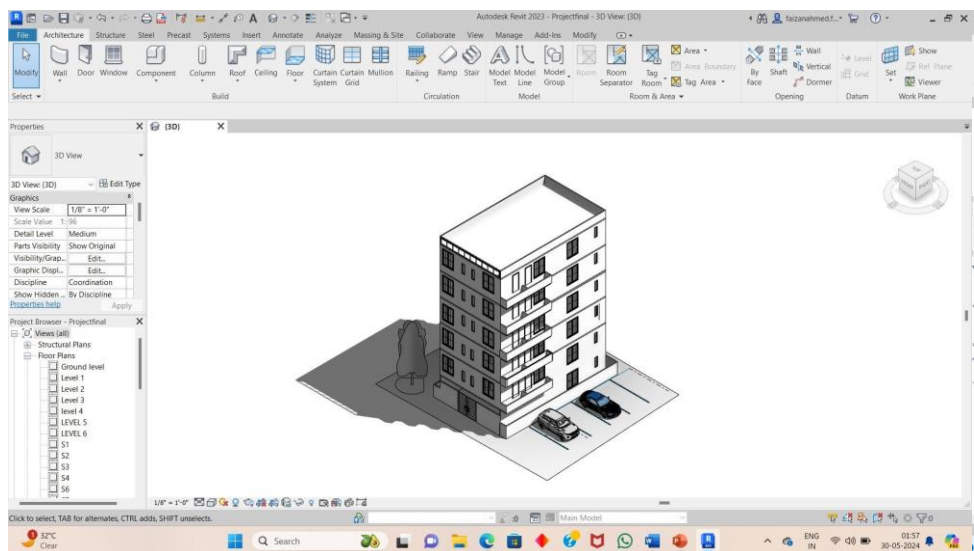 Autodesk Revit 2023 - Projectfinal - 3D View: {3D}
faizanahmed.f...
File Architecture Structure Steel Precast Systems Insert Annotate Analyze Massing & Site Collaborate View Manage Add-Ins Modify
Modify Wall Door Window Component Column Roof Ceiling Floor Curtain System Curtain Grid Mullion Railing Ramp Stair Model Text Model Line Model Group Room Room Separator Tag Room Area Area Boundary Tag Area By Face Shaft Wall Vertical Dormer Level Grid Set Show Ref Plane Viewer
Select Build Circulation Model Room & Area Opening Datum Work Plane
Properties X {3D} X
3D View
3D View: {3D} Edit Type
Graphics
View Scale 1/8" = 1'-0"
Scale Value 1: 96
Detail Level Medium
Parts Visibility Show Original
Visibility/Grap... Edit...
Graphic Displ... Edit...
Discipline Coordination
Show Hidden ... By Discipline
Properties help Apply
Project Browser - Projectfinal X
Views (all)
Structural Plans
Floor Plans
Ground level
Level 1
Level 2
Level 3
level 4
LEVEL 5
LEVEL 6
S1
S2
S3
S4
S6
1/8" = 1'-0"
Click to select, TAB for alternates, CTRL adds, SHIFT unselects.
:0 Main Model
:0
32°C
Clear
Search
ENG
IN
01:57
30-05-2024